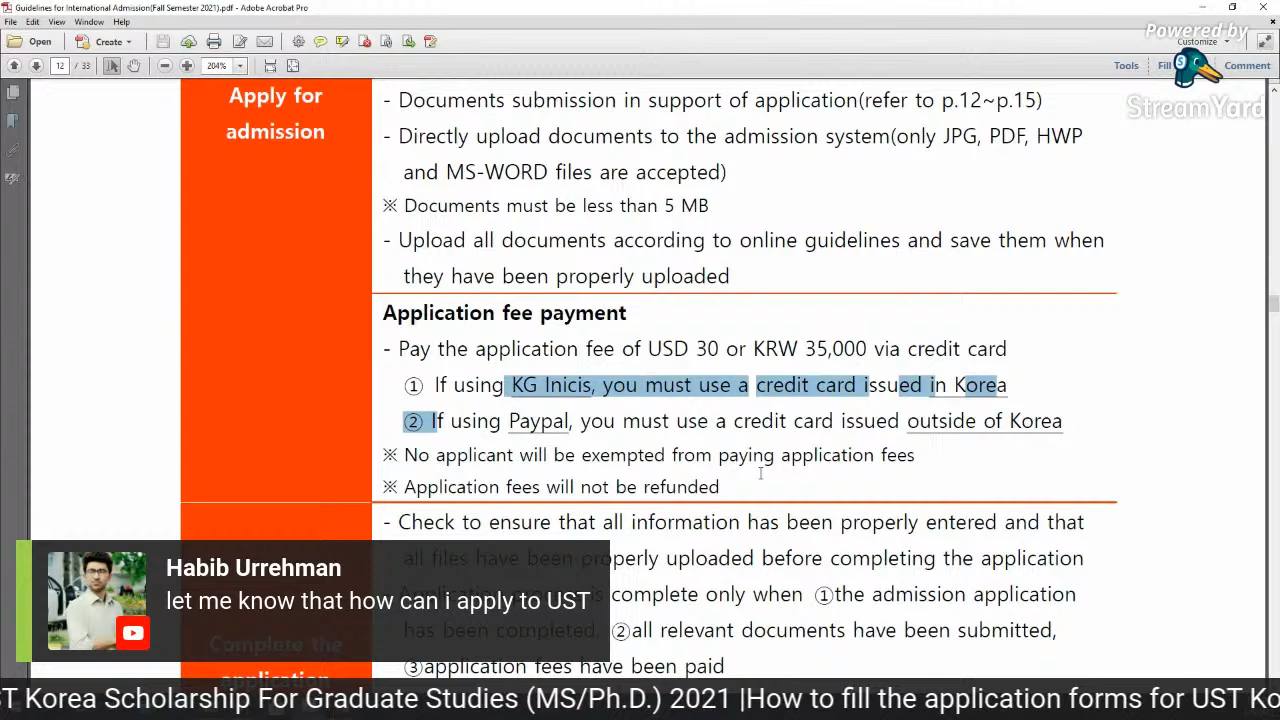 Guidelines for International Admission(Fall Semester 2021).pdf - Adobe Acrobat Pro
File Edit View Window Help
Open Create Customize
12 / 33 204% Tools Fill Comment
Powered by
StreamYard
Apply for
admission
- Documents submission in support of application(refer to p.12~p.15)
- Directly upload documents to the admission system(only JPG, PDF, HWP
and MS-WORD files are accepted)
※ Documents must be less than 5 MB
- Upload all documents according to online guidelines and save them when
they have been properly uploaded
Application fee payment
- Pay the application fee of USD 30 or KRW 35,000 via credit card
① If using KG Inicis, you must use a credit card issued in Korea
② If using Paypal, you must use a credit card issued outside of Korea
※ No applicant will be exempted from paying application fees
※ Application fees will not be refunded
- Check to ensure that all information has been properly entered and that
all files have been properly uploaded before completing the application
is complete only when ①the admission application
has been completed, ②all relevant documents have been submitted,
③application fees have been paid
Complete the
application
Habib Urrehman
let me know that how can i apply to UST
ST Korea Scholarship For Graduate Studies (MS/Ph.D.) 2021 |How to fill the application forms for UST Ko